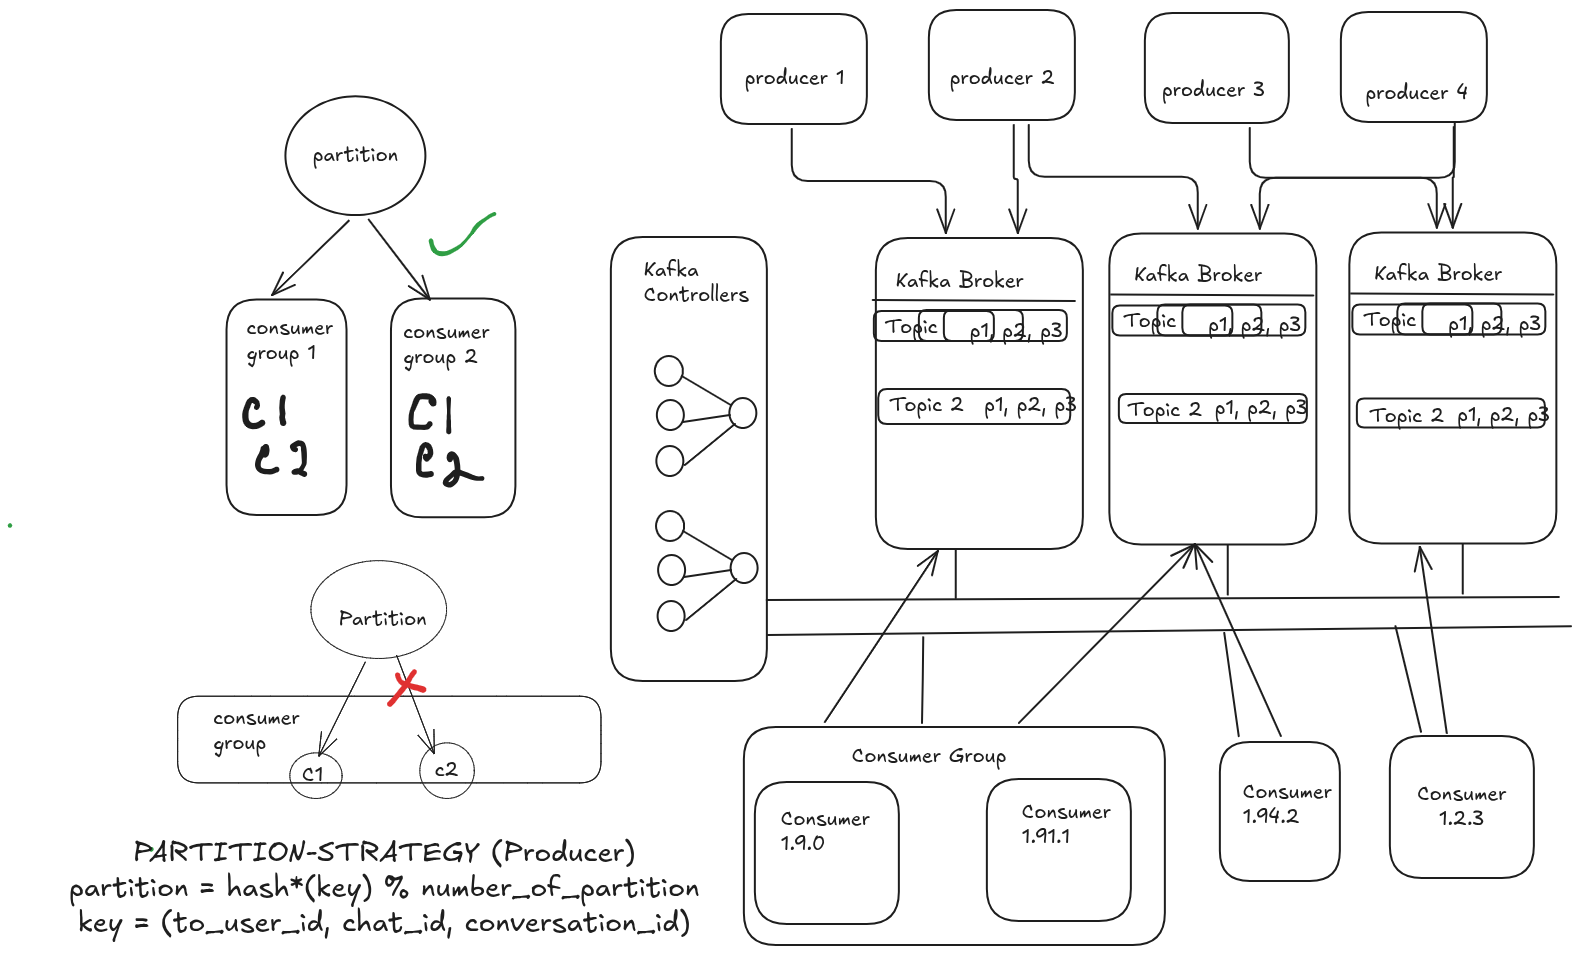 producer 1
producer 2
producer 3
producer 4
partition
consumer
group 1
C1
C2
consumer
group 2
C1
C2
Kafka
Controllers
Kafka Broker
Topic p1, p2, p3
Topic 2 p1, p2, p3
Kafka Broker
Topic p1, p2, p3
Topic 2 p1, p2, p3
Kafka Broker
Topic p1, p2, p3
Topic 2 p1, p2, p3
Partition
consumer
group
C1
c2
Consumer Group
Consumer
1.9.0
Consumer
1.91.1
Consumer
1.94.2
Consumer
1.2.3
PARTITION-STRATEGY (Producer)
partition = hash*(key) % number_of_partition
key = (to_user_id, chat_id, conversation_id)